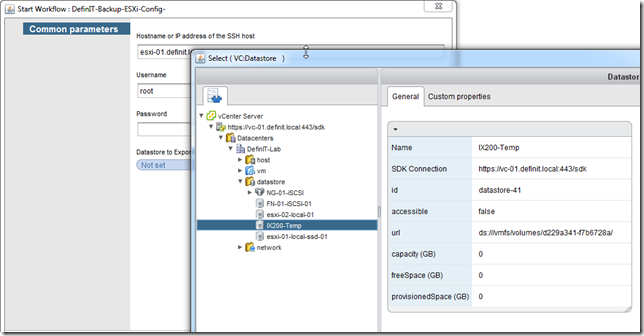 Start Workflow : DefinIT-Backup-ESXi-Config-
Common parameters
Hostname or IP address of the SSH host
esxi-01.definit.l
Username
root
Password
Datastore to Expor
Not set
Select ( VC:Datastore )
Datastor
vCenter Server
https://vc-01.definit.local:443/sdk
Datacenters
DefinIT-Lab
host
vm
datastore
NG-01-iSCSI
FN-01-iSCSI-01
esxi-02-local-01
IX200-Temp
esxi-01-local-ssd-01
network
General Custom properties
Name IX200-Temp
SDK Connection https://vc-01.definit.local:443/sdk
id datastore-41
accessible false
url ds:///vmfs/volumes/d229a341-f7b6728a/
capacity (GB) 0
freeSpace (GB) 0
provisionedSpace (GB) 0